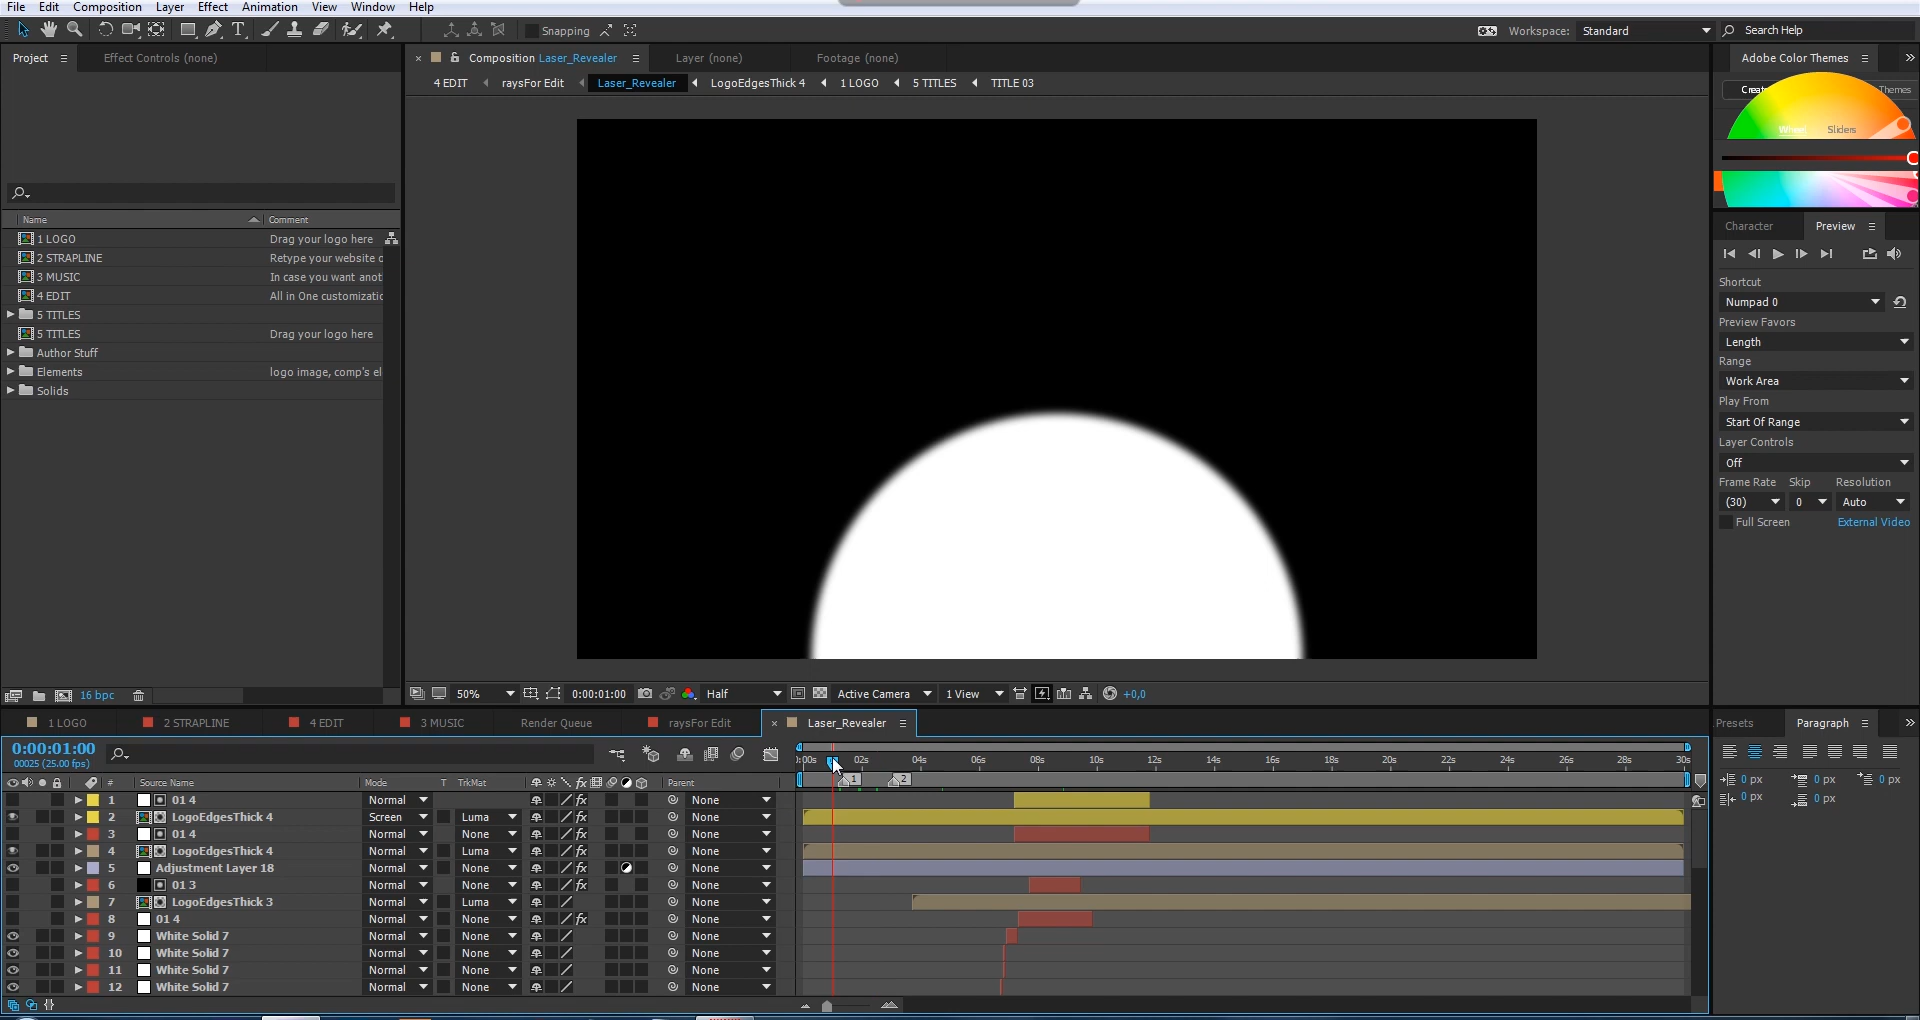 File Edit Composition Layer Effect Animation View Window Help
Snapping
Workspace: Standard Search Help
Project Effect Controls (none)
Composition Laser_Revealer Layer (none) Footage (none)
4 EDIT raysFor Edit Laser_Revealer LogoEdgesThick 4 1 LOGO 5 TITLES TITLE 03
Adobe Color Themes
Creat Themes
Wheel Sliders
Name Comment
1 LOGO Drag your logo here
2 STRAPLINE Retype your website o
3 MUSIC In case you want anot
4 EDIT All in One customizatic
5 TITLES
5 TITLES Drag your logo here
Author Stuff
Elements logo image, comp's el
Solids
16 bpc
Character Preview
Shortcut
Numpad 0
Preview Favors
Length
Range
Work Area
Play From
Start Of Range
Layer Controls
Off
Frame Rate Skip Resolution
(30) 0 Auto
Full Screen External Video
50% 0:00:01:00 Half Active Camera 1 View +0,0
1 LOGO 2 STRAPLINE 4 EDIT 3 MUSIC Render Queue raysFor Edit Laser_Revealer
Presets Paragraph
0:00:01:00
00025 (25.00 fps)
):00s 02s 04s 06s 08s 10s 12s 14s 16s 18s 20s 22s 24s 26s 28s 30s
1 2
# Source Name Mode T TrkMat fx Parent
1 01 4 Normal fx None
2 LogoEdgesThick 4 Screen Luma fx None
3 01 4 Normal None fx None
4 LogoEdgesThick 4 Normal Luma fx None
5 Adjustment Layer 18 Normal None fx None
6 01 3 Normal None fx None
7 LogoEdgesThick 3 Normal Luma None
8 01 4 Normal None fx None
9 White Solid 7 Normal None None
10 White Solid 7 Normal None None
11 White Solid 7 Normal None None
12 White Solid 7 Normal None None
0 px 0 px 0 px
0 px 0 px